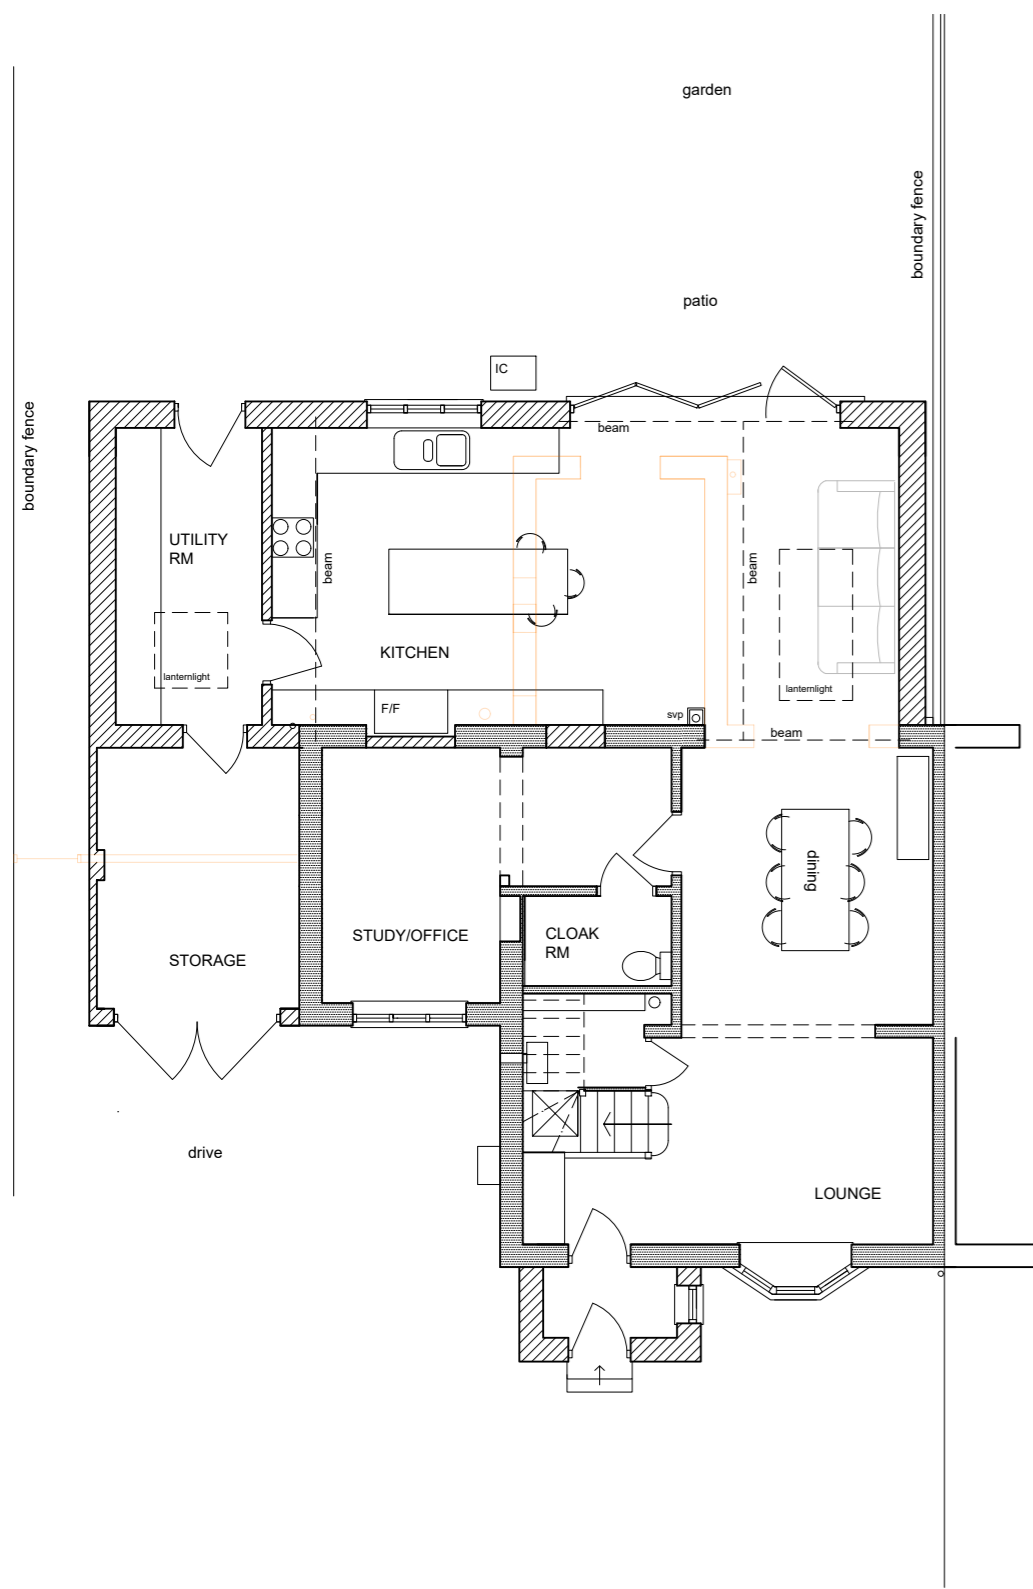 garden
boundary fence
patio
IC
boundary fence
beam
UTILITY
RM
beam
beam
KITCHEN
lanternlight
lanternlight
F/F
svp
beam
dining
STUDY/OFFICE
CLOAK
RM
STORAGE
drive
LOUNGE